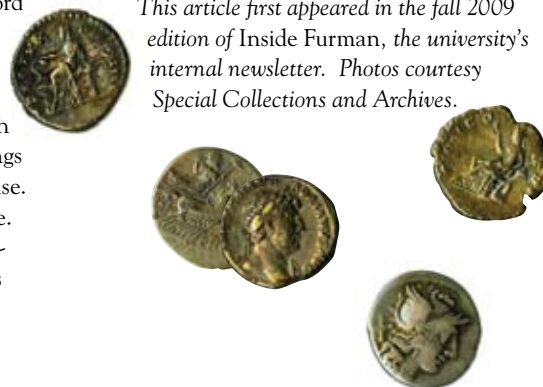 This article first appeared in the fall 2009
edition of Inside Furman, the university's
internal newsletter. Photos courtesy
Special Collections and Archives.